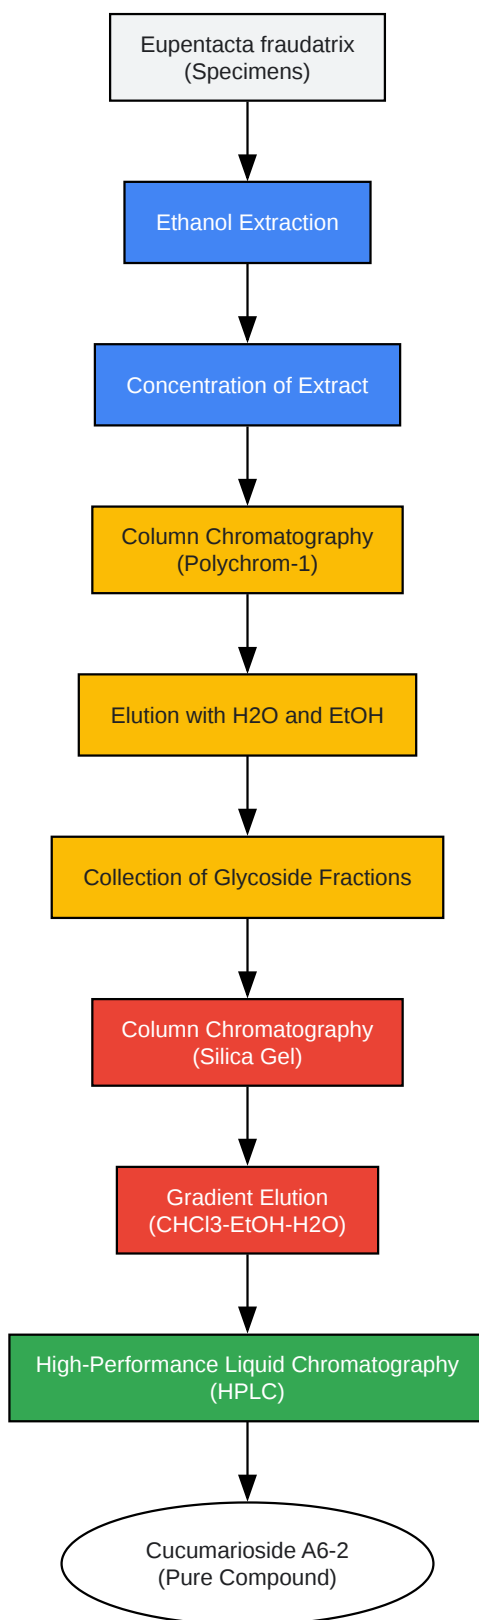 Eupentacta fraudatrix
(Specimens)
Ethanol Extraction
Concentration of Extract
Column Chromatography
(Polychrom-1)
Elution with H2O and EtOH
Collection of Glycoside Fractions
Column Chromatography
(Silica Gel)
Gradient Elution
(CHCl3-EtOH-H2O)
High-Performance Liquid Chromatography
(HPLC)
Cucumarioside A6-2
(Pure Compound)